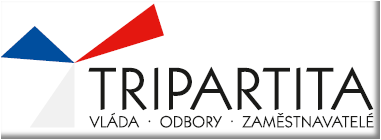 TRIPARTITA
VLÁDA · ODBORY · ZAMĚSTNAVATELÉ